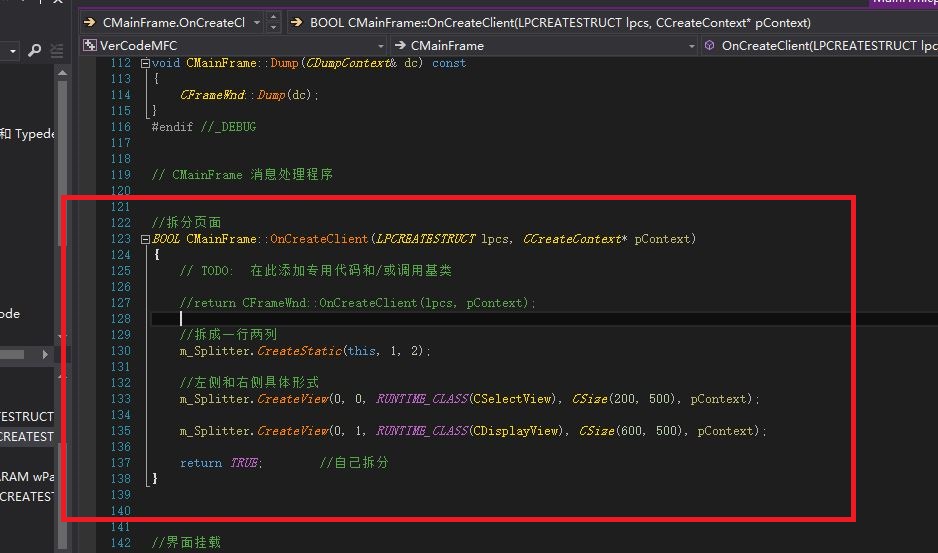 MainFrm.cp
CMainFrame.OnCreateCl
BOOL CMainFrame::OnCreateClient(LPCREATESTRUCT lpcs, CCreateContext* pContext)
VerCodeMFC
CMainFrame
OnCreateClient(LPCREATESTRUCT lpc
和 Typede
ode
ESTRUCT
CREATEST
ARAM wPa
CREATEST
112 void CMainFrame::Dump(CDumpContext& dc) const
113 {
114 CFrameWnd::Dump(dc);
115 }
116 #endif //_DEBUG
117
118
119 // CMainFrame 消息处理程序
120
121
122 //拆分页面
123 BOOL CMainFrame::OnCreateClient(LPCREATESTRUCT lpcs, CCreateContext* pContext)
124 {
125 // TODO: 在此添加专用代码和/或调用基类
126
127 //return CFrameWnd::OnCreateClient(lpcs, pContext);
128
129 //拆成一行两列
130 m_Splitter.CreateStatic(this, 1, 2);
131
132 //左侧和右侧具体形式
133 m_Splitter.CreateView(0, 0, RUNTIME_CLASS(CSelectView), CSize(200, 500), pContext);
134
135 m_Splitter.CreateView(0, 1, RUNTIME_CLASS(CDisplayView), CSize(600, 500), pContext);
136
137 return TRUE; //自己拆分
138 }
139
140
141
142 //界面挂载